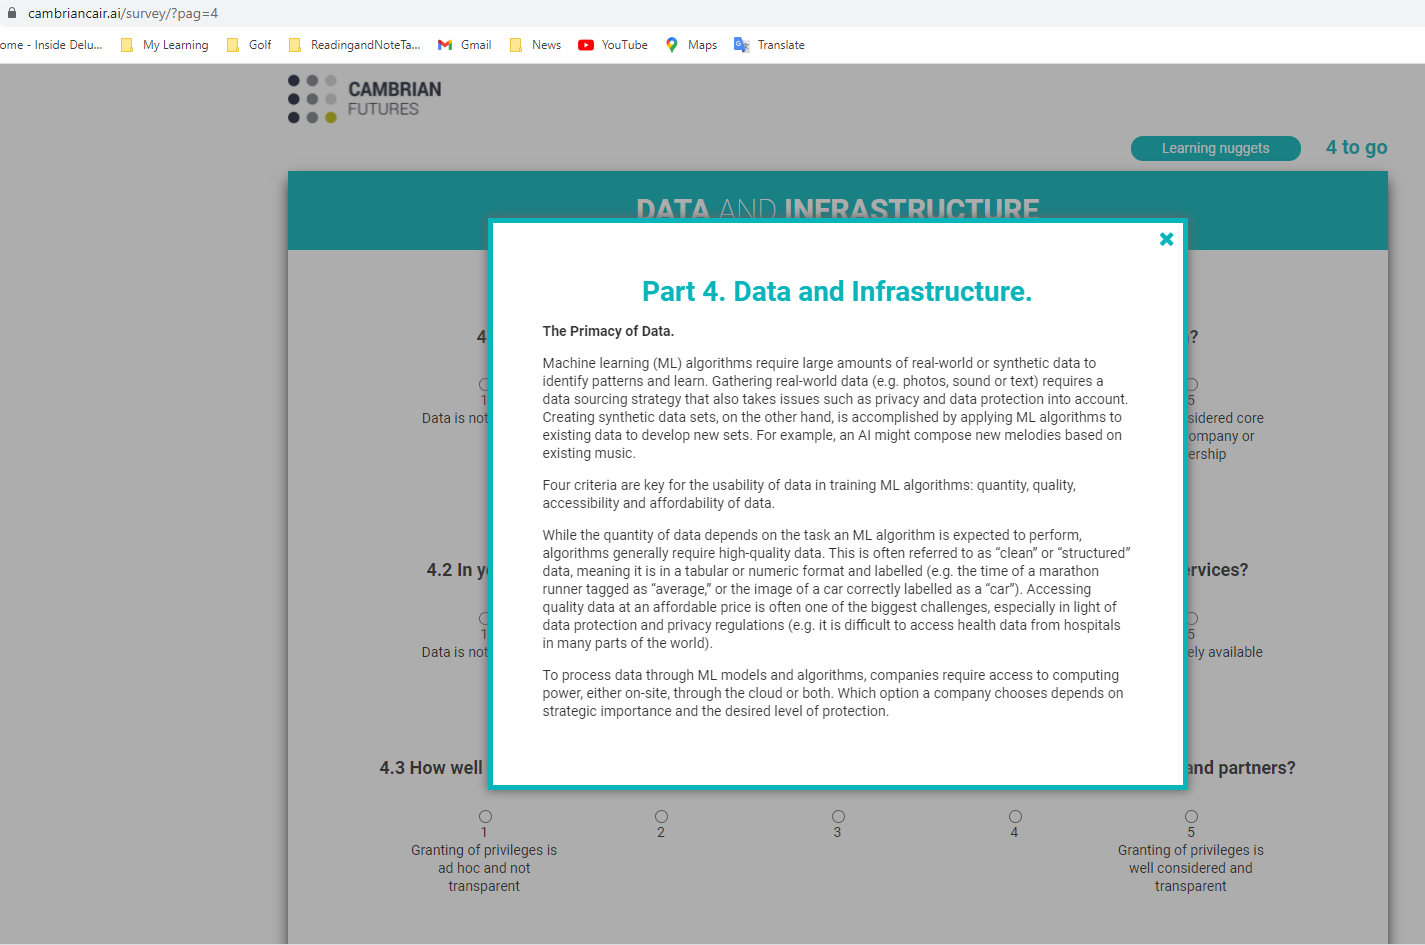 cambriancair.ai/survey/?pag=4
ome - Inside Delu...
My Learning
Golf
ReadingandNoteTa...
Gmail
News
YouTube
Maps
Translate
CAMBRIAN
FUTURES
Learning nuggets
4 to go
DATA AND INFRASTRUCTURE
Part 4. Data and Infrastructure.
The Primacy of Data.
Machine learning (ML) algorithms require large amounts of real-world or synthetic data to
identify patterns and learn. Gathering real-world data (e.g. photos, sound or text) requires a
data sourcing strategy that also takes issues such as privacy and data protection into account.
Creating synthetic data sets, on the other hand, is accomplished by applying ML algorithms to
existing data to develop new sets. For example, an AI might compose new melodies based on
existing music.
Four criteria are key for the usability of data in training ML algorithms: quantity, quality,
accessibility and affordability of data.
While the quantity of data depends on the task an ML algorithm is expected to perform,
algorithms generally require high-quality data. This is often referred to as “clean” or “structured”
data, meaning it is in a tabular or numeric format and labelled (e.g. the time of a marathon
runner tagged as “average,” or the image of a car correctly labelled as a “car”). Accessing
quality data at an affordable price is often one of the biggest challenges, especially in light of
data protection and privacy regulations (e.g. it is difficult to access health data from hospitals
in many parts of the world).
To process data through ML models and algorithms, companies require access to computing
power, either on-site, through the cloud or both. Which option a company chooses depends on
strategic importance and the desired level of protection.
4
?
1
5
Data is not
sidered core
ompany or
ership
4.2 In y
ervices?
1
5
Data is not
ely available
4.3 How well
and partners?
1
2
3
4
5
Granting of privileges is
ad hoc and not
transparent
Granting of privileges is
well considered and
transparent